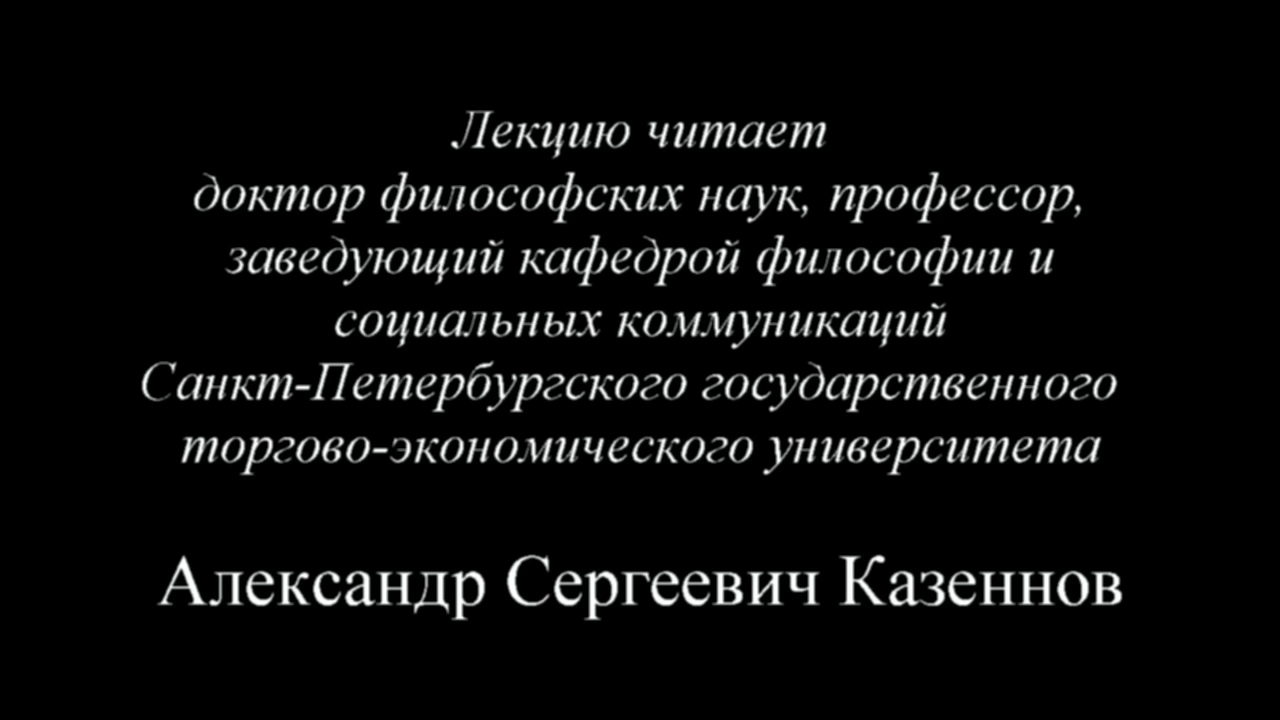 Лекцию читает
доктор философских наук, профессор,
заведующий кафедрой философии и
социальных коммуникаций
Санкт-Петербургского государственного
торгово-экономического университета
Александр Сергеевич Казеннов